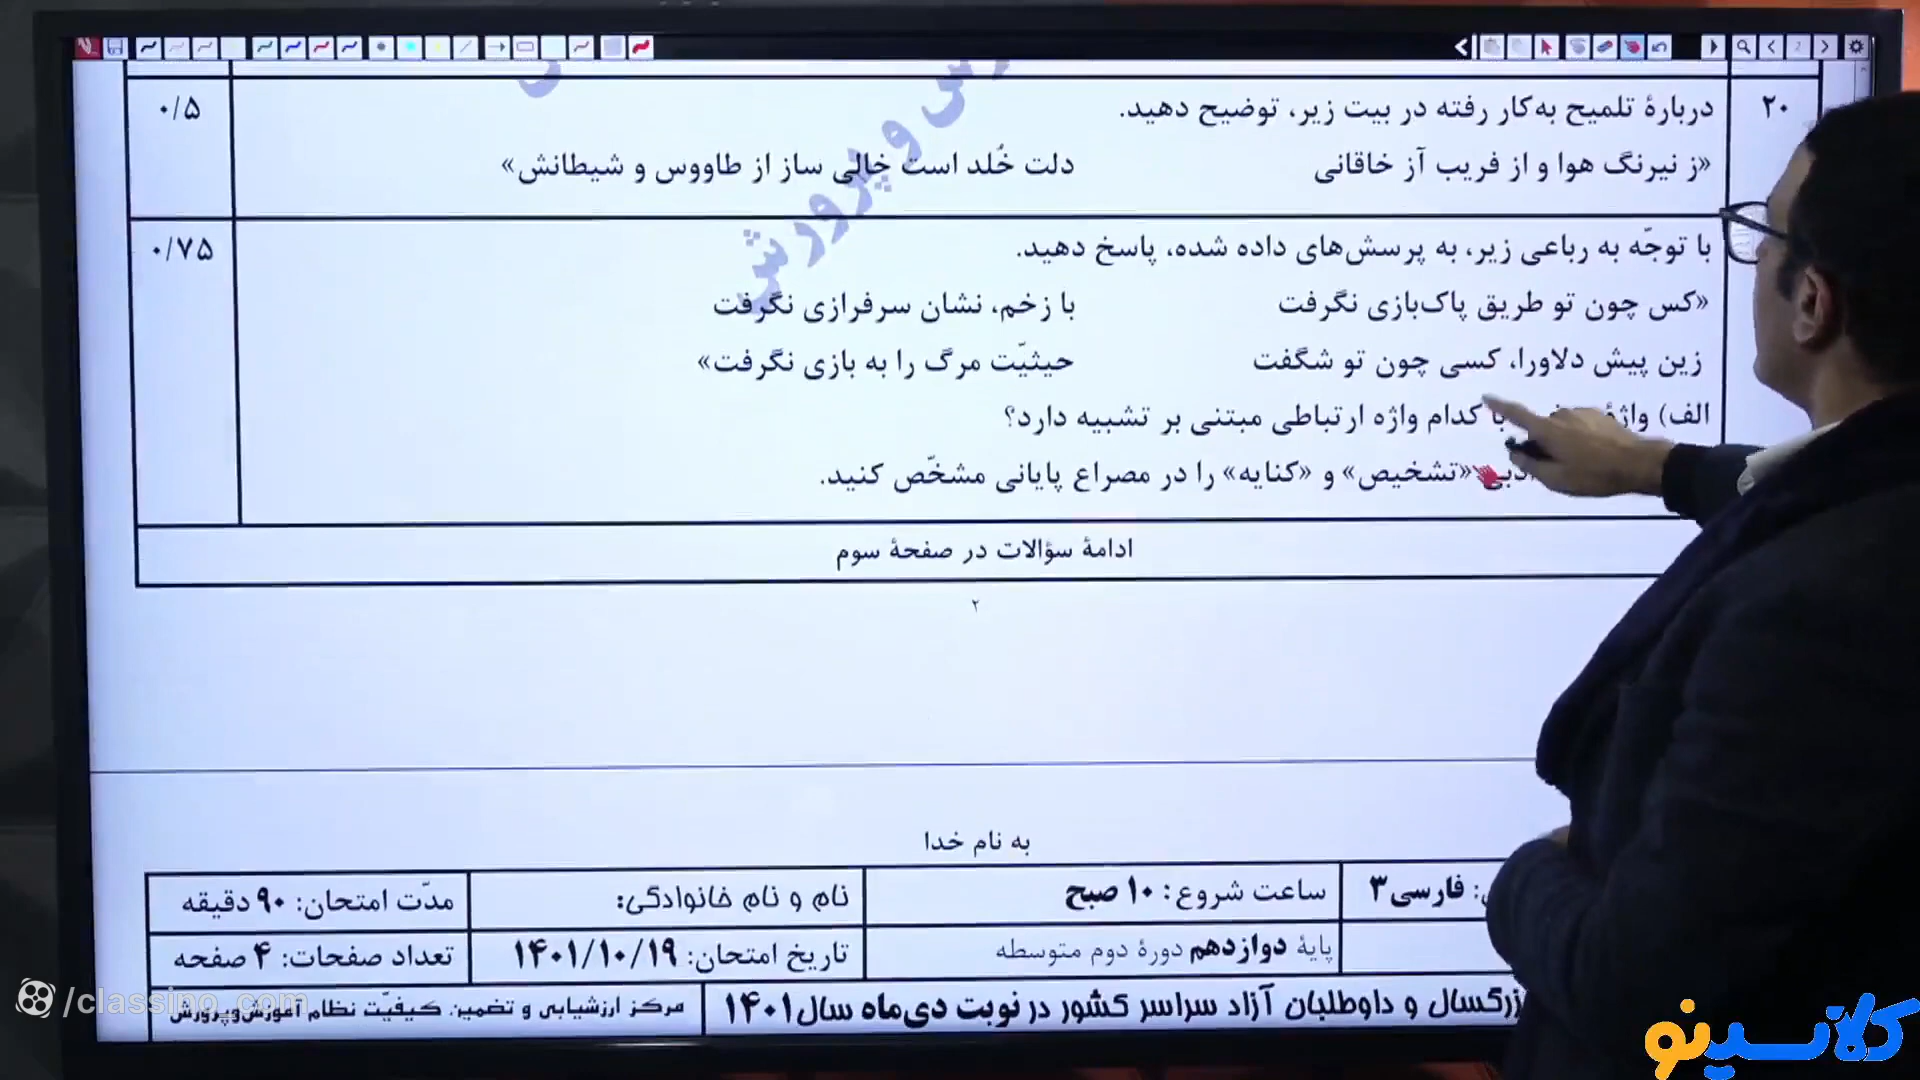 ۲۰
دربارهٔ تلمیح به‌کار رفته در بیت زیر، توضیح دهید.
۰/۵
«ز نیرنگ هوا و از فریب آز خاقانی
دلت خُلد است خالی ساز از طاووس و شیطانش»
با توجّه به رباعی زیر، به پرسش‌های داده شده، پاسخ دهید.
۰/۷۵
«کس چون تو طریق پاک‌بازی نگرفت
با زخم، نشان سرفرازی نگرفت
زین پیش دلاورا، کسی چون تو شگفت
حیثیّت مرگ را به بازی نگرفت»
الف) واژهٔ با کدام واژه ارتباطی مبتنی بر تشبیه دارد؟
ادبی «تشخیص» و «کنایه» را در مصراع پایانی مشخّص کنید.
ادامهٔ سؤالات در صفحهٔ سوم
۲
و پرورش
به نام خدا
فارسی ۳
ساعت شروع: ۱۰ صبح
نام و نام خانوادگی:
مدّت امتحان: ۹۰ دقیقه
پایهٔ دوازدهم دورهٔ دوم متوسطه
تاریخ امتحان: ۱۴۰۱/۱۰/۱۹
تعداد صفحات: ۴ صفحه
بزرگسال و داوطلبان آزاد سراسر کشور در نوبت دی‌ماه سال ۱۴۰۱
مرکز ارزشیابی و تضمین کیفیّت نظام آموزش‌وپرورش
/classino.com
کلاسینو